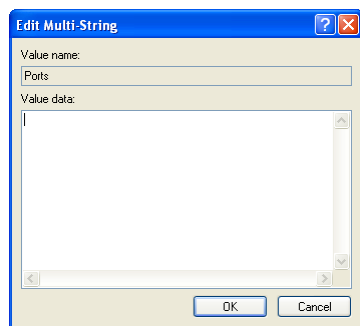 Edit Multi-String
Value name:
Ports
Value data:
OK Cancel